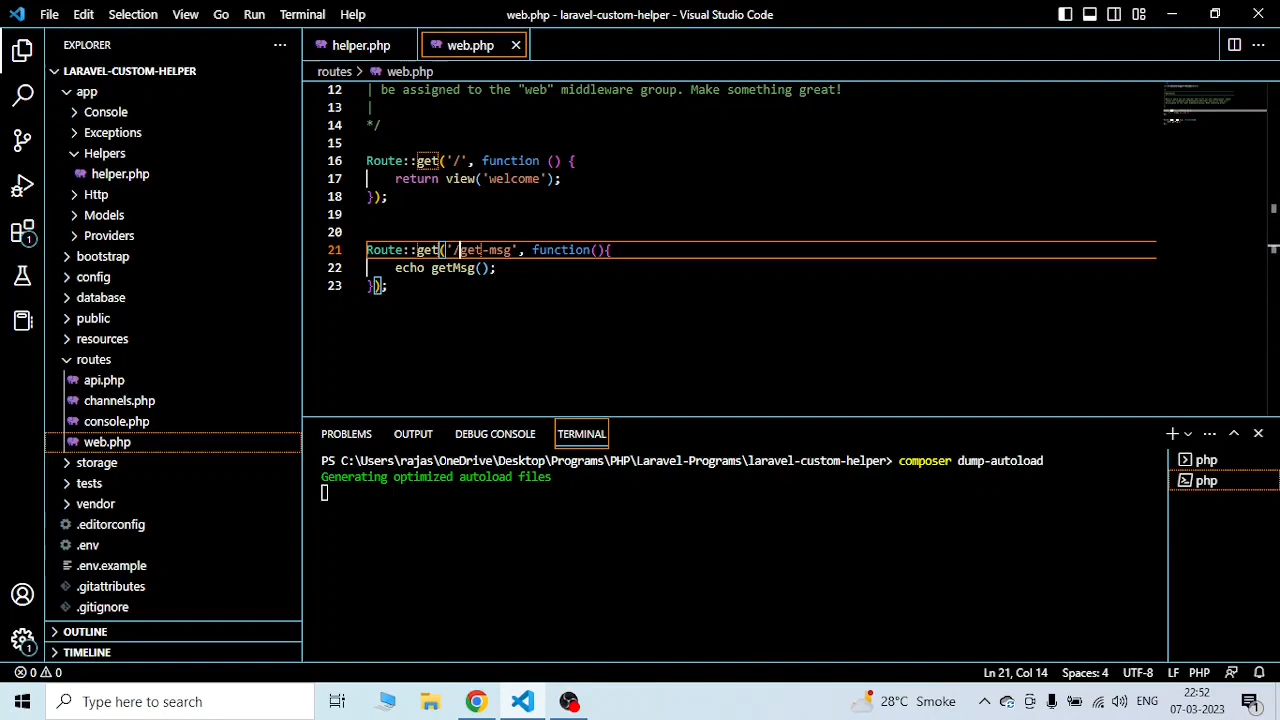 File Edit Selection View Go Run Terminal Help
web.php - laravel-custom-helper - Visual Studio Code
EXPLORER
LARAVEL-CUSTOM-HELPER
app
Console
Exceptions
Helpers
helper.php
Http
Models
Providers
bootstrap
config
database
public
resources
routes
api.php
channels.php
console.php
web.php
storage
tests
vendor
.editorconfig
.env
.env.example
.gitattributes
.gitignore
OUTLINE
TIMELINE
helper.php
web.php
routes > web.php
12 | be assigned to the "web" middleware group. Make something great!
13 |
14 */
15
16 Route::get('/', function () {
17 return view('welcome');
18 });
19
20
21 Route::get('/get-msg', function(){
22 echo getMsg();
23 });
PROBLEMS OUTPUT DEBUG CONSOLE TERMINAL
PS C:\Users\rajas\OneDrive\Desktop\Programs\PHP\Laravel-Programs\laravel-custom-helper> composer dump-autoload
Generating optimized autoload files
php
php
1
1
0 0
Ln 21, Col 14 Spaces: 4 UTF-8 LF PHP
Type here to search
28°C Smoke
ENG
22:52
07-03-2023
1